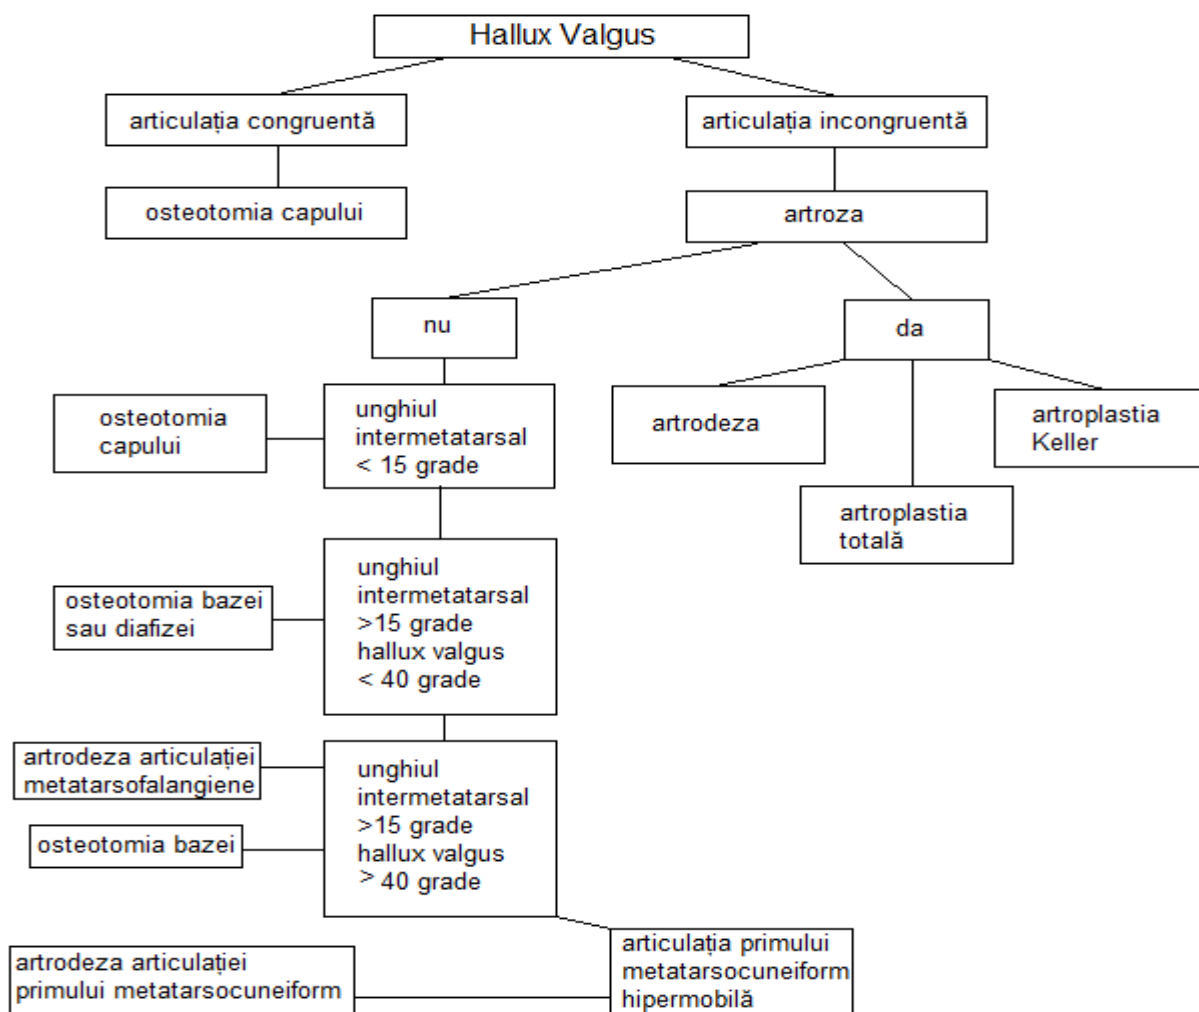 Hallux Valgus
articulația congruentă
articulația incongruentă
osteotomia capului
artroza
nu
da
osteotomia
capului
unghiul
intermetatarsal
< 15 grade
artrodeza
artroplastia
Keller
artroplastia
totală
osteotomia bazei
sau diafizei
unghiul
intermetatarsal
>15 grade
hallux valgus
< 40 grade
artrodeza articulației
metatarsofalangiene
osteotomia bazei
unghiul
intermetatarsal
>15 grade
hallux valgus
> 40 grade
artrodeza articulației
primului metatarsocuneiform
articulația primului
metatarsocuneiform
hipermobilă